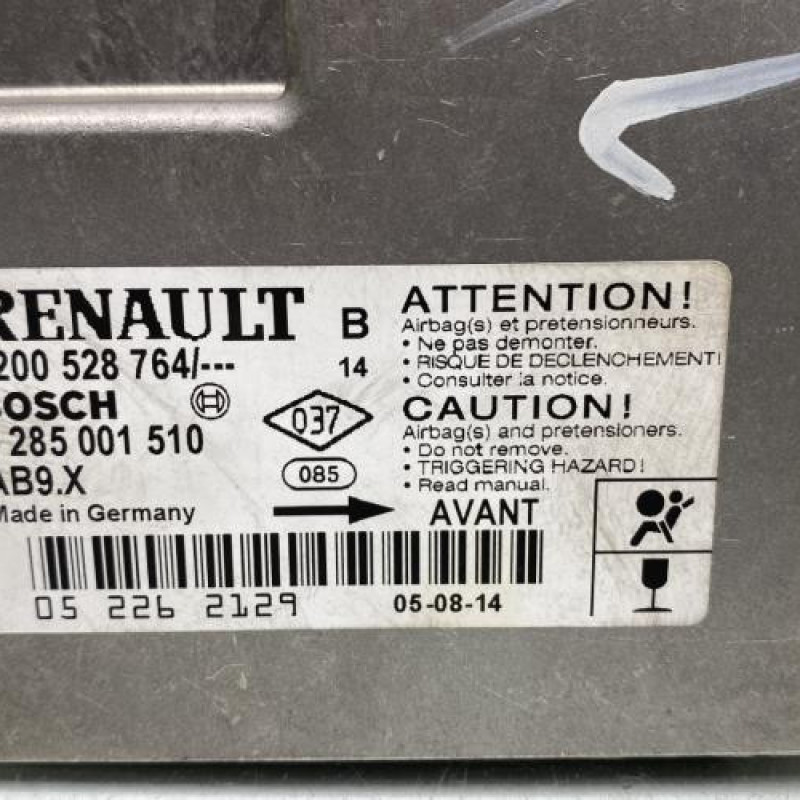 RENAULT B
200 528 764/--- 14
BOSCH
037
285 001 510
085
AB9.X
Made in Germany
AVANT
ATTENTION!
Airbag(s) et pretensionneurs.
• Ne pas demonter.
• RISQUE DE DECLENCHEMENT!
• Consulter la notice.
CAUTION!
Airbag(s) and pretensioners.
• Do not remove.
• TRIGGERING HAZARD!
• Read manual.
05 226 2129
05-08-14